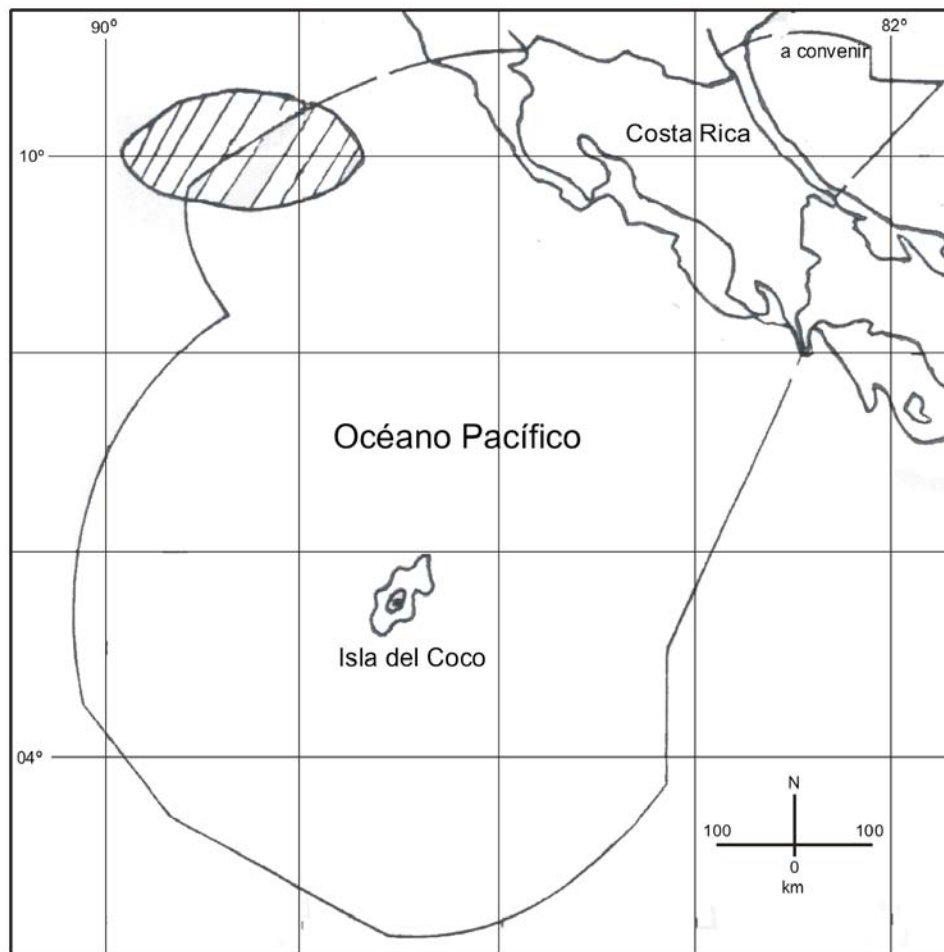 90º
82º
a convenir
Costa Rica
10º
Océano Pacífico
Isla del Coco
04º
N
100 100
0
km